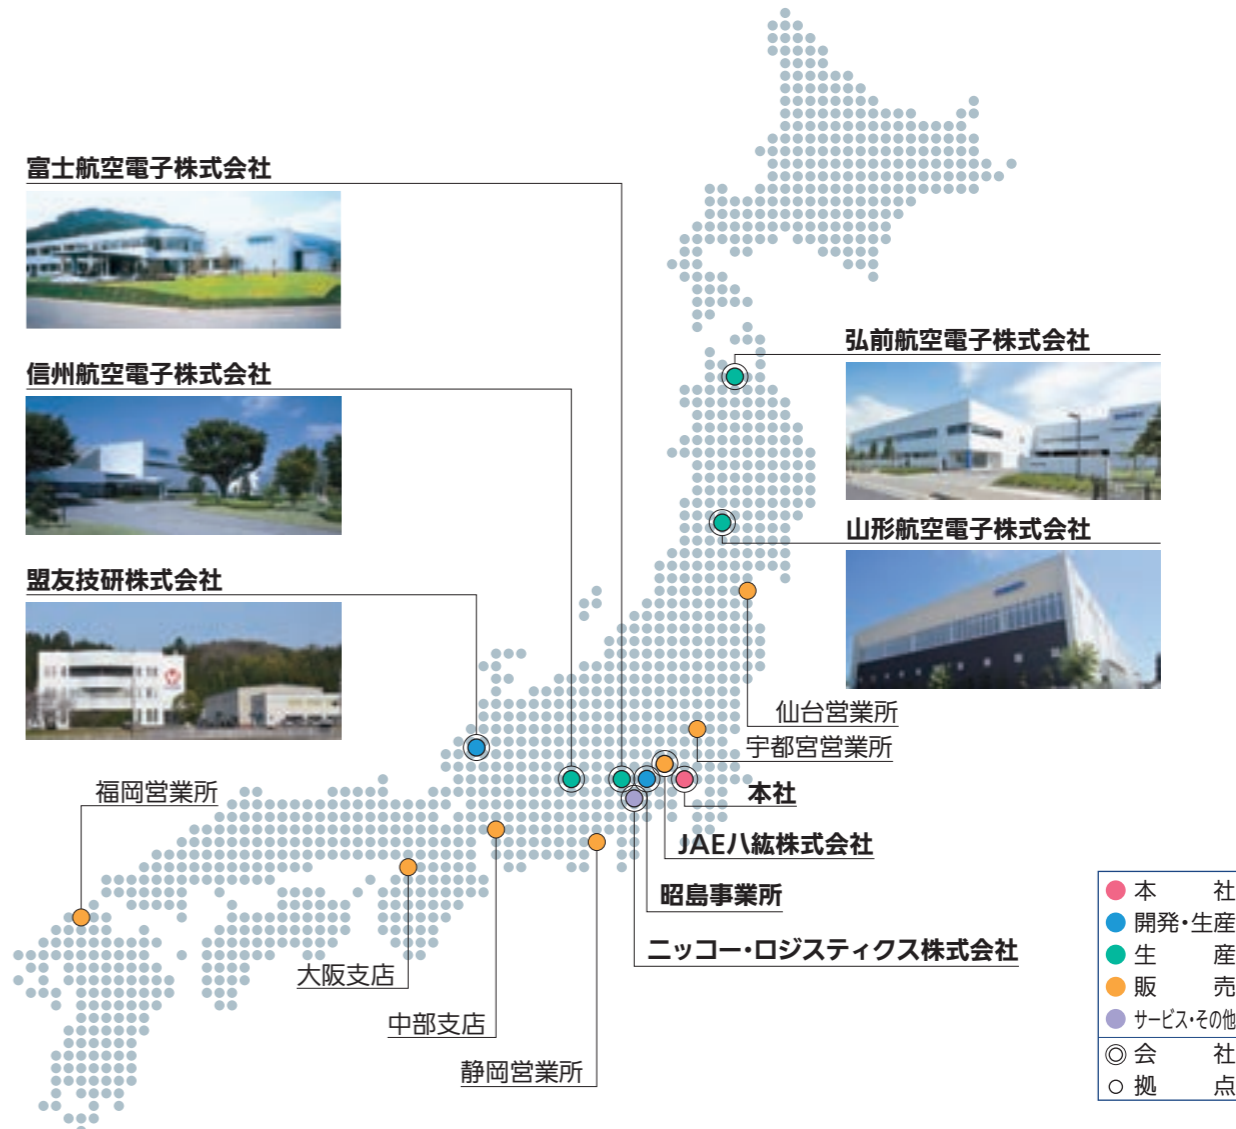 富士航空電子株式会社
信州航空電子株式会社
盟友技研株式会社
福岡営業所
弘前航空電子株式会社
山形航空電子株式会社
仙台営業所
宇都宮営業所
本社
JAE八紘株式会社
昭島事業所
ニッコー・ロジスティクス株式会社
大阪支店
中部支店
静岡営業所
本 社
開発・生産
生 産
販 売
サービス・その他
会 社
拠 点